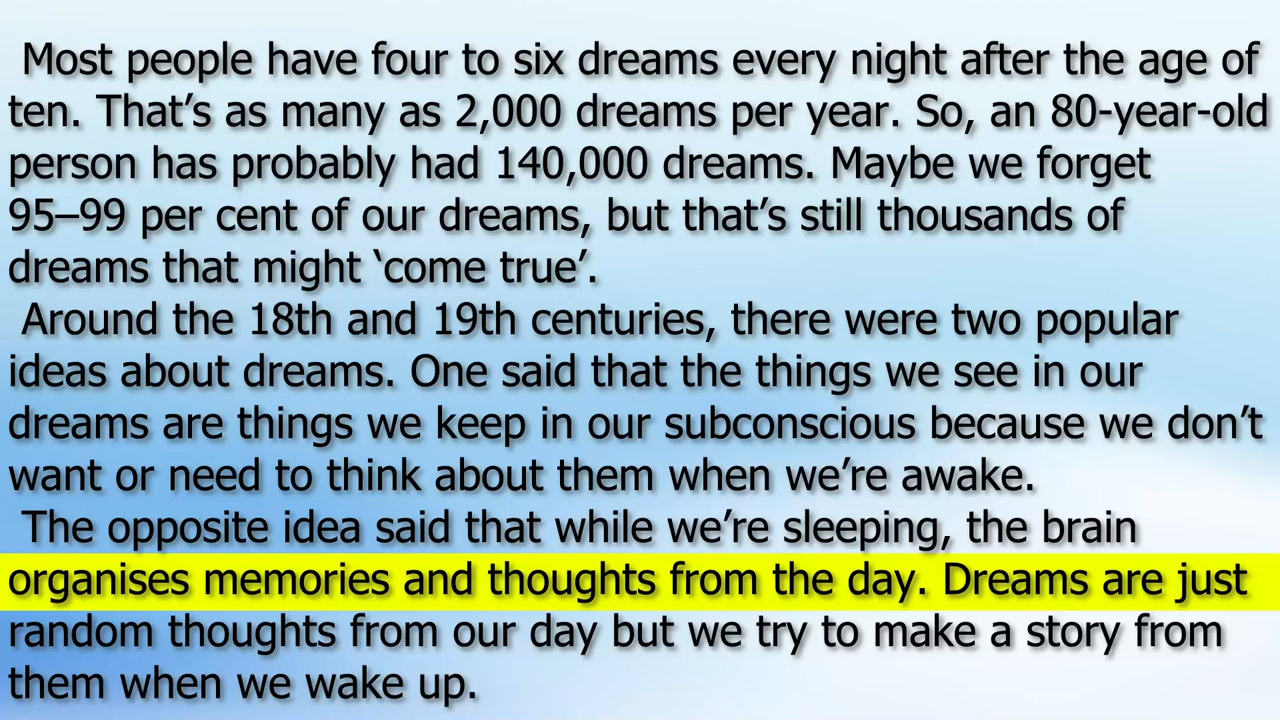 Most people have four to six dreams every night after the age of
ten. That’s as many as 2,000 dreams per year. So, an 80-year-old
person has probably had 140,000 dreams. Maybe we forget
95–99 per cent of our dreams, but that’s still thousands of
dreams that might ‘come true’.
Around the 18th and 19th centuries, there were two popular
ideas about dreams. One said that the things we see in our
dreams are things we keep in our subconscious because we don’t
want or need to think about them when we’re awake.
The opposite idea said that while we’re sleeping, the brain
organises memories and thoughts from the day. Dreams are just
random thoughts from our day but we try to make a story from
them when we wake up.